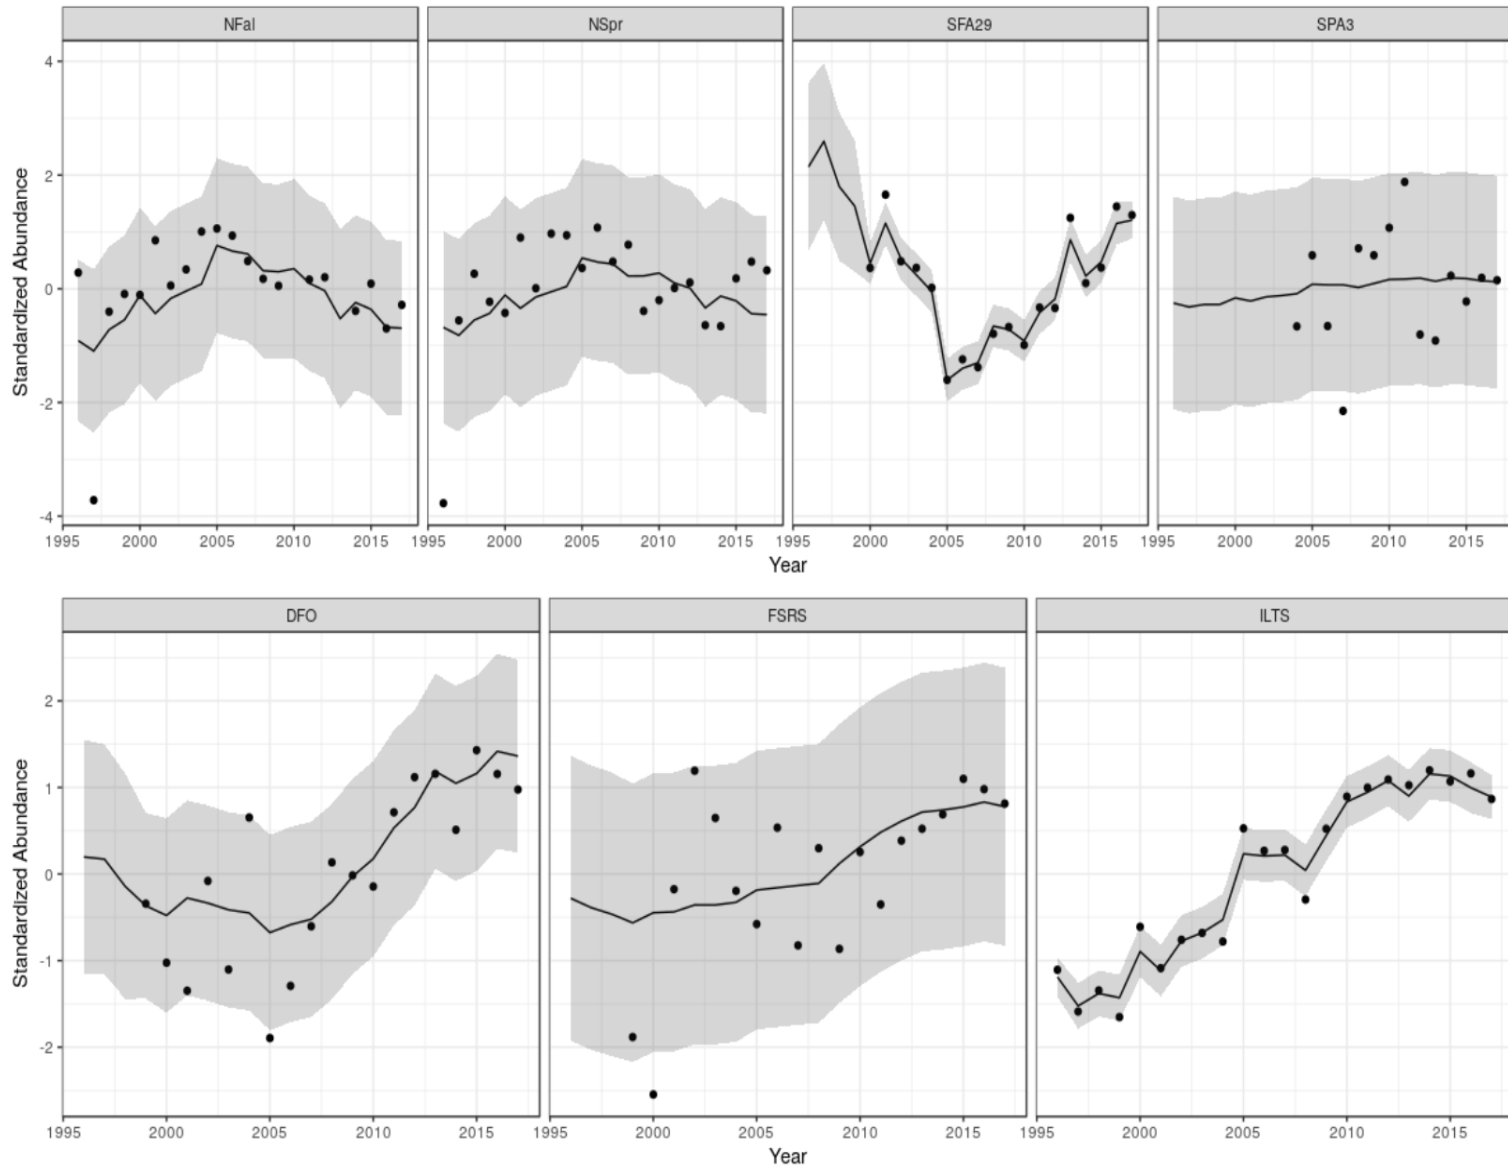 NFal NSpr SFA29 SPA3
4
2
0
-2
-4
Standardized Abundance
1995 2000 2005 2010 2015 1995 2000 2005 2010 2015 1995 2000 2005 2010 2015 1995 2000 2005 2010 2015
Year
DFO FSRS ILTS
2
1
0
-1
-2
Standardized Abundance
1995 2000 2005 2010 2015 1995 2000 2005 2010 2015 1995 2000 2005 2010 2015
Year